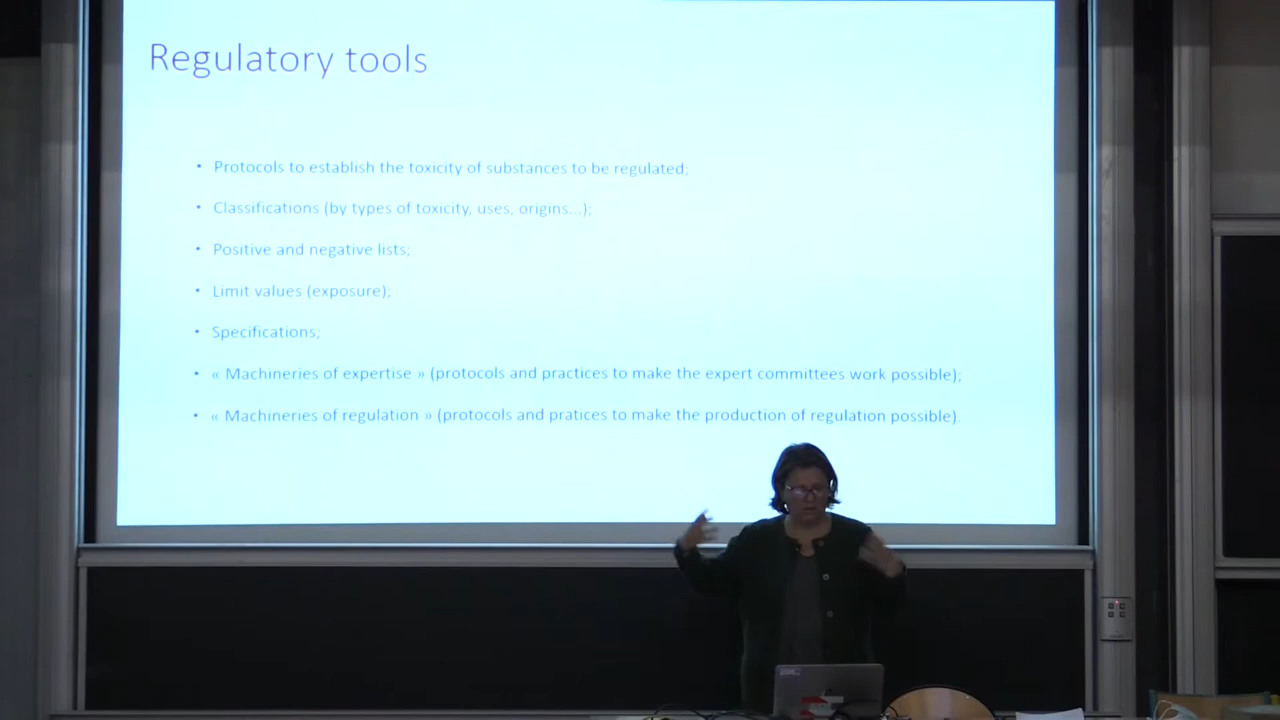 Regulatory tools
• Protocols to establish the toxicity of substances to be regulated;
• Classifications (by types of toxicity, uses, origins...);
• Positive and negative lists;
• Limit values (exposure);
• Specifications;
• « Machineries of expertise » (protocols and practices to make the expert committees work possible);
• « Machineries of regulation » (protocols and pratices to make the production of regulation possible).